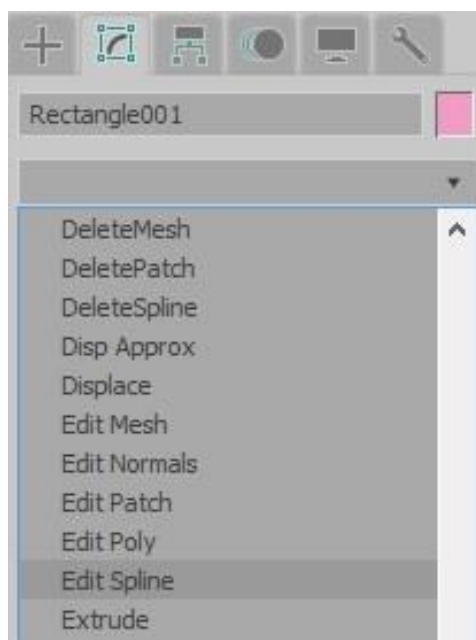 Rectangle001
DeleteMesh
DeletePatch
DeleteSpline
Disp Approx
Displace
Edit Mesh
Edit Normals
Edit Patch
Edit Poly
Edit Spline
Extrude